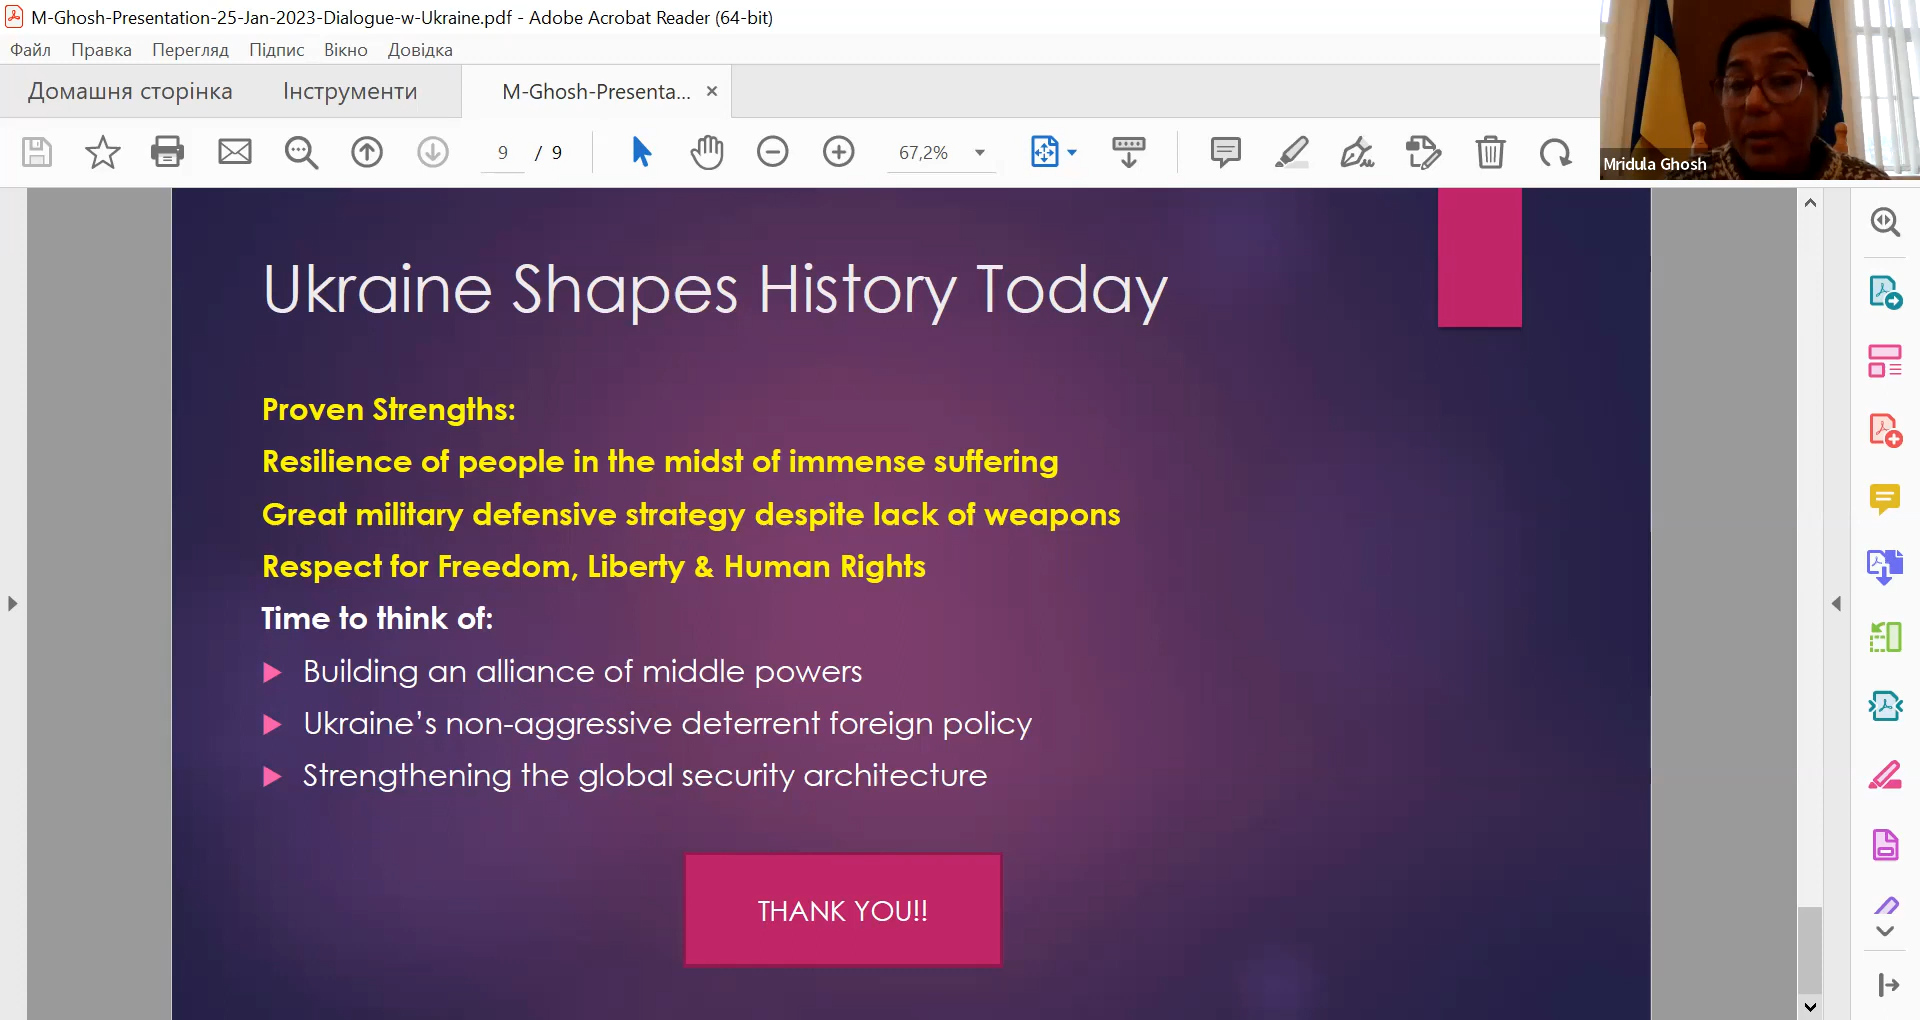 M-Ghosh-Presentation-25-Jan-2023-Dialogue-w-Ukraine.pdf - Adobe Acrobat Reader (64-bit)
Файл Правка Перегляд Підпис Вікно Довідка
Домашня сторінка Інструменти M-Ghosh-Presenta... ×
9 / 9 67,2%
Mridula Ghosh
Ukraine Shapes History Today
Proven Strengths:
Resilience of people in the midst of immense suffering
Great military defensive strategy despite lack of weapons
Respect for Freedom, Liberty & Human Rights
Time to think of:
Building an alliance of middle powers
Ukraine’s non-aggressive deterrent foreign policy
Strengthening the global security architecture
THANK YOU!!